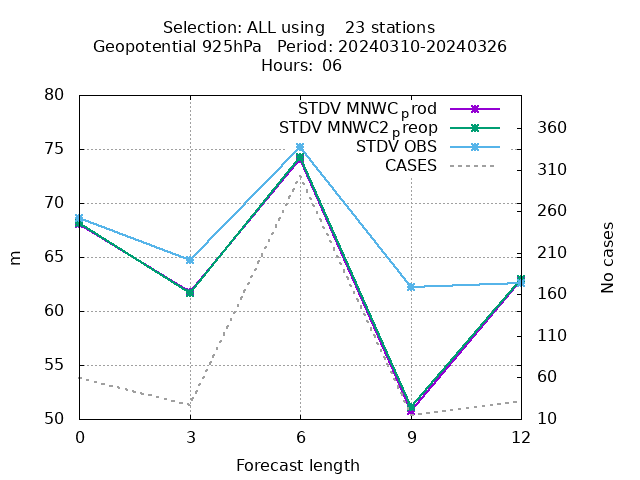 Selection: ALL using    23 stations
Geopotential 925hPa   Period: 20240310-20240326
Hours: 06
STDV MNWC_prod
STDV MNWC2_preop
STDV OBS
CASES
80
75
70
65
60
55
50
m
360
310
260
210
160
110
60
10
No cases
0 3 6 9 12
Forecast length